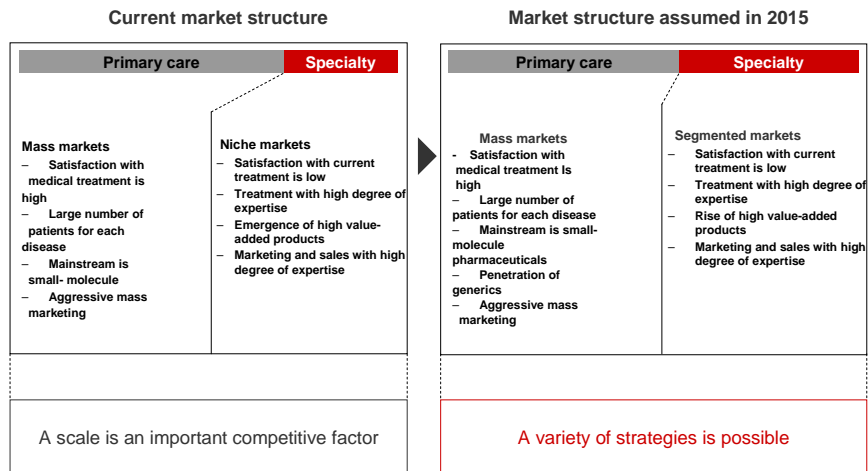 Current market structure
Primary care
Specialty
Mass markets
– Satisfaction with
medical treatment is
high
– Large number of
patients for each
disease
– Mainstream is
small- molecule
– Aggressive mass
marketing
Niche markets
– Satisfaction with current
treatment is low
– Treatment with high degree of
expertise
– Emergence of high value-
added products
– Marketing and sales with high
degree of expertise
A scale is an important competitive factor
Market structure assumed in 2015
Primary care
Specialty
Mass markets
- Satisfaction with
medical treatment Is
high
– Large number of
patients for each disease
– Mainstream is small-
molecule
pharmaceuticals
– Penetration of
generics
– Aggressive mass
marketing
Segmented markets
– Satisfaction with current
treatment is low
– Treatment with high degree of
expertise
– Rise of high value-added
products
– Marketing and sales with high
degree of expertise
A variety of strategies is possible